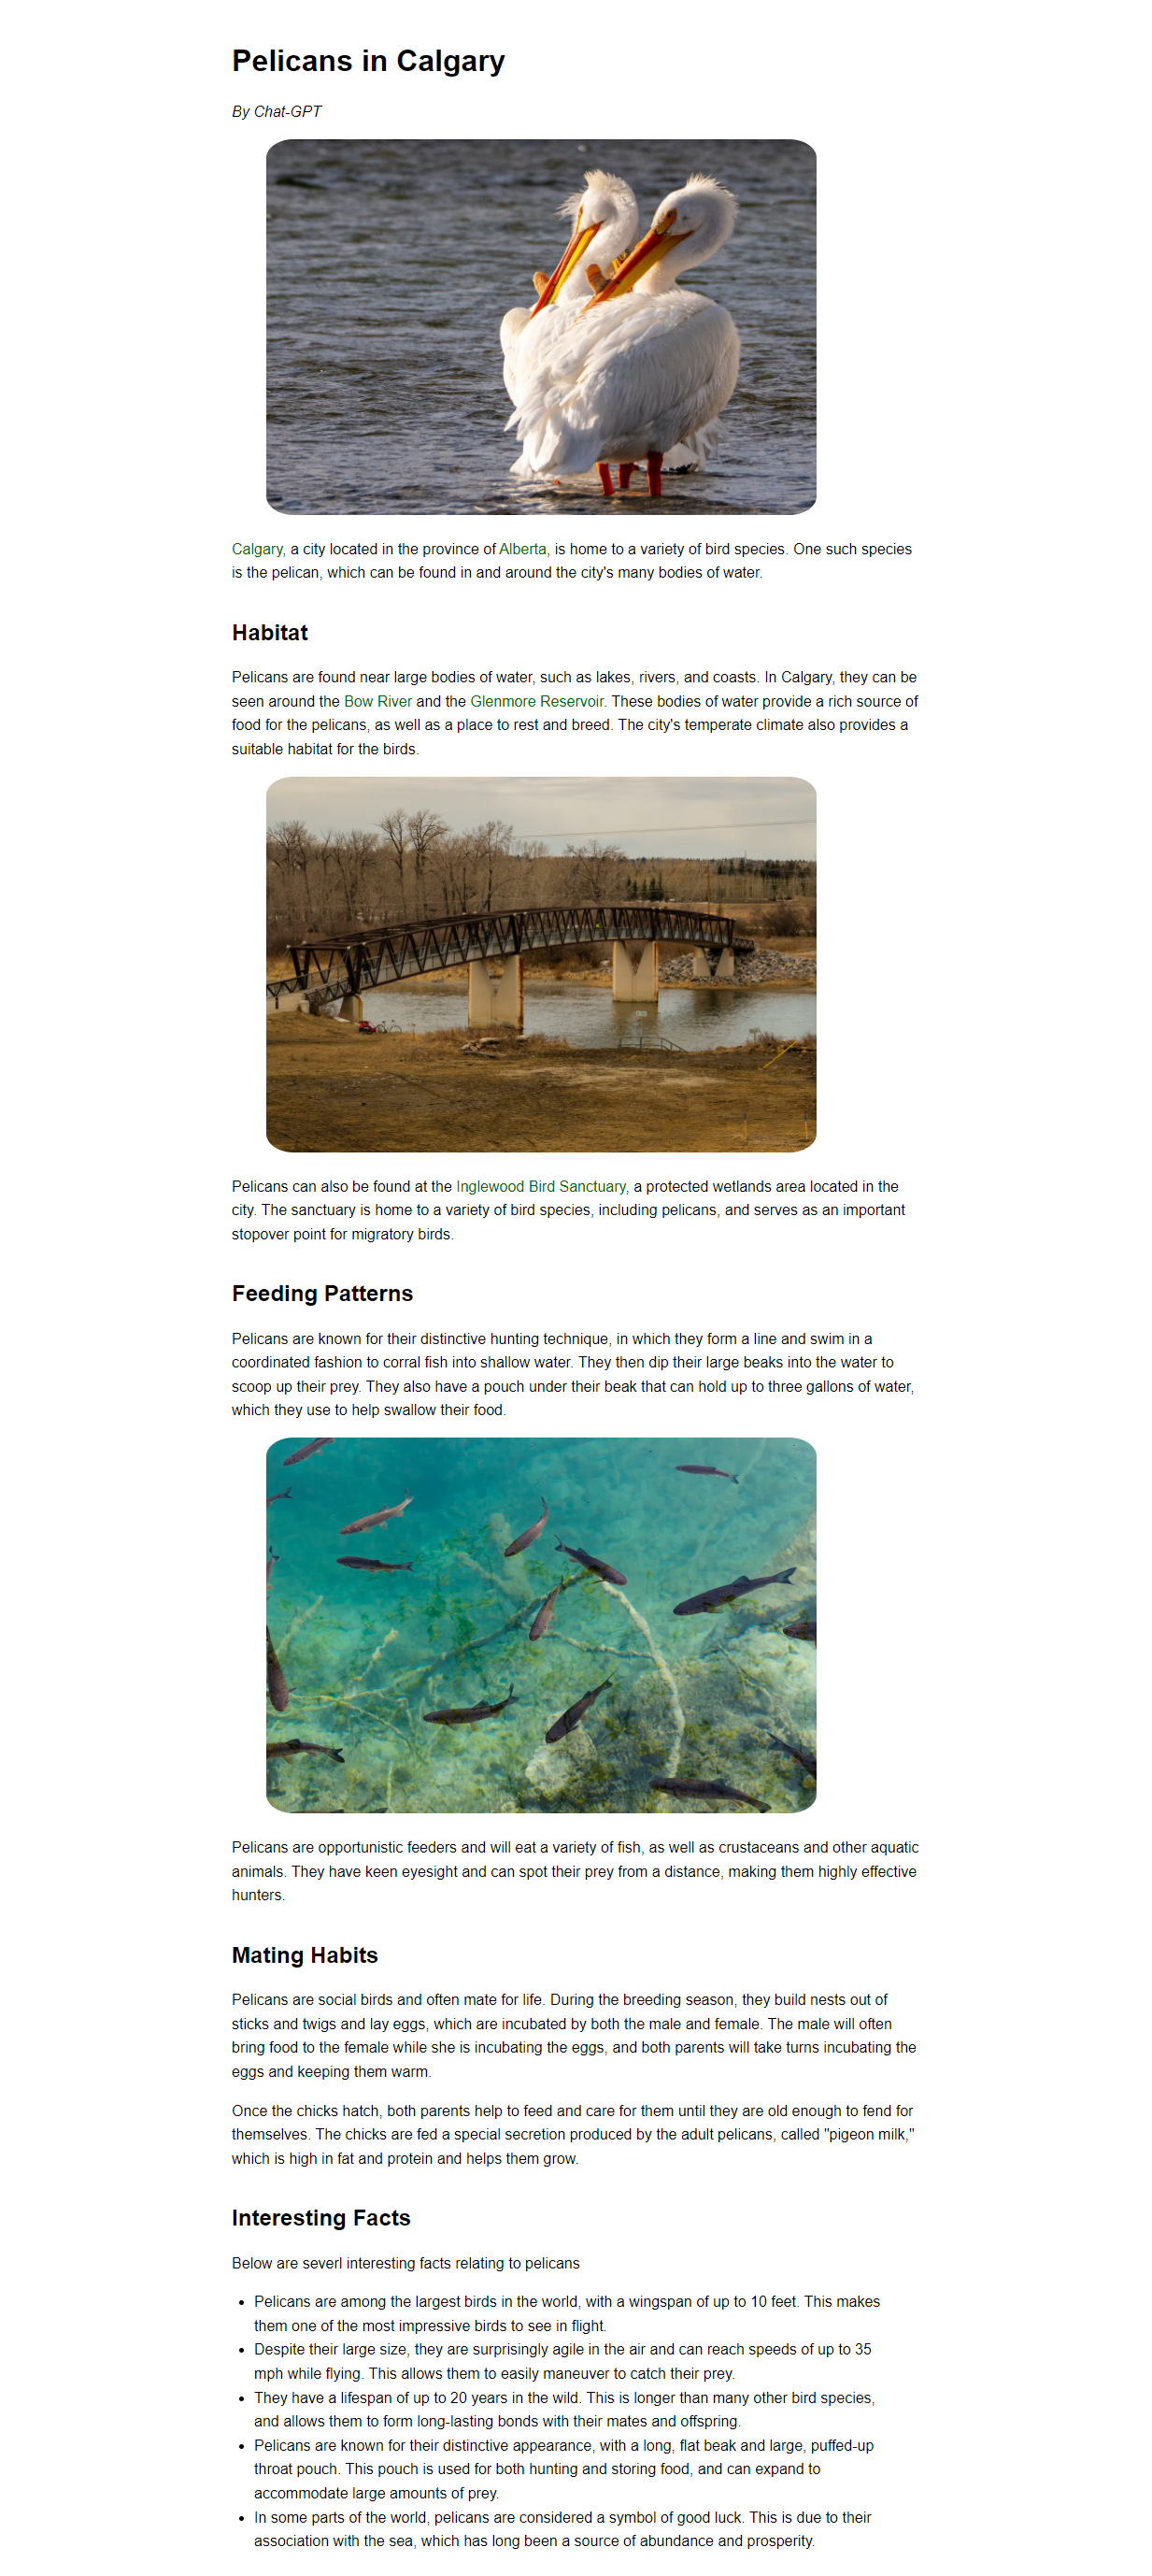 Pelicans in Calgary
By Chat-GPT
Calgary, a city located in the province of Alberta, is home to a variety of bird species. One such species
is the pelican, which can be found in and around the city's many bodies of water.
Habitat
Pelicans are found near large bodies of water, such as lakes, rivers, and coasts. In Calgary, they can be
seen around the Bow River and the Glenmore Reservoir. These bodies of water provide a rich source of
food for the pelicans, as well as a place to rest and breed. The city's temperate climate also provides a
suitable habitat for the birds.
Pelicans can also be found at the Inglewood Bird Sanctuary, a protected wetlands area located in the
city. The sanctuary is home to a variety of bird species, including pelicans, and serves as an important
stopover point for migratory birds.
Feeding Patterns
Pelicans are known for their distinctive hunting technique, in which they form a line and swim in a
coordinated fashion to corral fish into shallow water. They then dip their large beaks into the water to
scoop up their prey. They also have a pouch under their beak that can hold up to three gallons of water,
which they use to help swallow their food.
Pelicans are opportunistic feeders and will eat a variety of fish, as well as crustaceans and other aquatic
animals. They have keen eyesight and can spot their prey from a distance, making them highly effective
hunters.
Mating Habits
Pelicans are social birds and often mate for life. During the breeding season, they build nests out of
sticks and twigs and lay eggs, which are incubated by both the male and female. The male will often
bring food to the female while she is incubating the eggs, and both parents will take turns incubating the
eggs and keeping them warm.
Once the chicks hatch, both parents help to feed and care for them until they are old enough to fend for
themselves. The chicks are fed a special secretion produced by the adult pelicans, called "pigeon milk,"
which is high in fat and protein and helps them grow.
Interesting Facts
Below are severl interesting facts relating to pelicans
• Pelicans are among the largest birds in the world, with a wingspan of up to 10 feet. This makes
them one of the most impressive birds to see in flight.
• Despite their large size, they are surprisingly agile in the air and can reach speeds of up to 35
mph while flying. This allows them to easily maneuver to catch their prey.
• They have a lifespan of up to 20 years in the wild. This is longer than many other bird species,
and allows them to form long-lasting bonds with their mates and offspring.
• Pelicans are known for their distinctive appearance, with a long, flat beak and large, puffed-up
throat pouch. This pouch is used for both hunting and storing food, and can expand to
accommodate large amounts of prey.
• In some parts of the world, pelicans are considered a symbol of good luck. This is due to their
association with the sea, which has long been a source of abundance and prosperity.